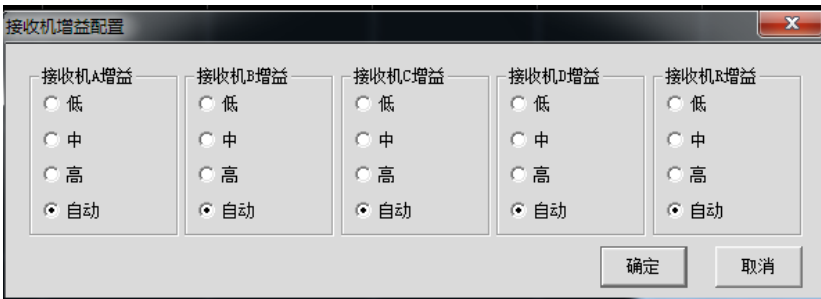 接收机增益配置
接收机A增益 接收机B增益 接收机C增益 接收机D增益 接收机R增益
低 低 低 低 低
中 中 中 中 中
高 高 高 高 高
自动 自动 自动 自动 自动
确定 取消